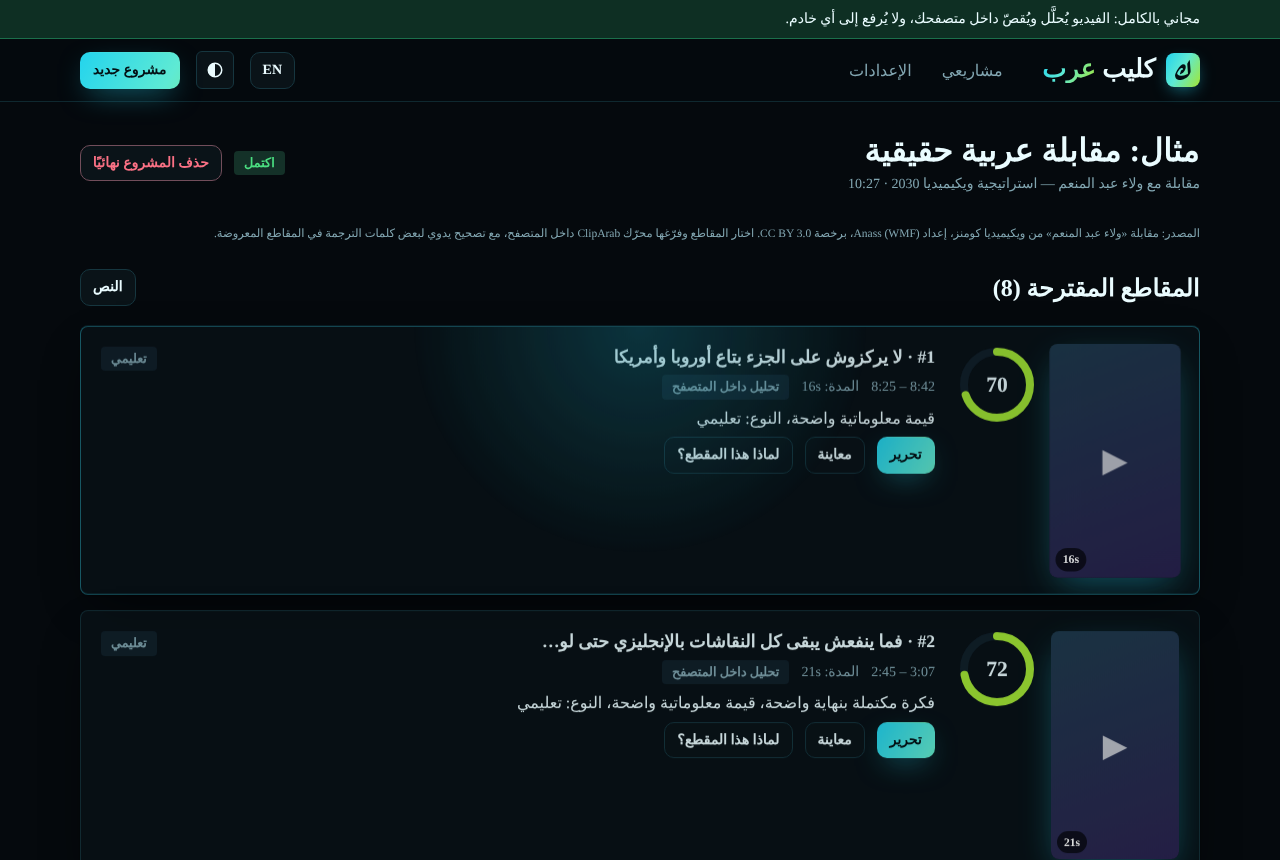 مجاني بالكامل: الفيديو يُحلَّل ويُقصّ داخل متصفحك، ولا يُرفع إلى أي خادم.
ك كليب عرب مشاريعي الإعدادات EN مشروع جديد
مثال: مقابلة عربية حقيقية
اكتمل حذف المشروع نهائيًا
مقابلة مع ولاء عبد المنعم — استراتيجية ويكيميديا 2030 · 10:27
المصدر: مقابلة «ولاء عبد المنعم» من ويكيميديا كومنز، إعداد Anass (WMF)، برخصة CC BY 3.0. اختار المقاطع وفرّغها محرّك ClipArab داخل المتصفح، مع تصحيح يدوي لبعض كلمات الترجمة في المقاطع المعروضة.
المقاطع المقترحة (8) النص
#1 · لا يركزوش على الجزء بتاع أوروبا وأمريكا تعليمي
70
8:25 – 8:42 المدة: 16s تحليل داخل المتصفح
قيمة معلوماتية واضحة، النوع: تعليمي
تحرير معاينة لماذا هذا المقطع؟
16s
#2 · فما ينفعش يبقى كل النقاشات بالإنجليزي حتى لو… تعليمي
72
2:45 – 3:07 المدة: 21s تحليل داخل المتصفح
فكرة مكتملة بنهاية واضحة، قيمة معلوماتية واضحة، النوع: تعليمي
تحرير معاينة لماذا هذا المقطع؟
21s